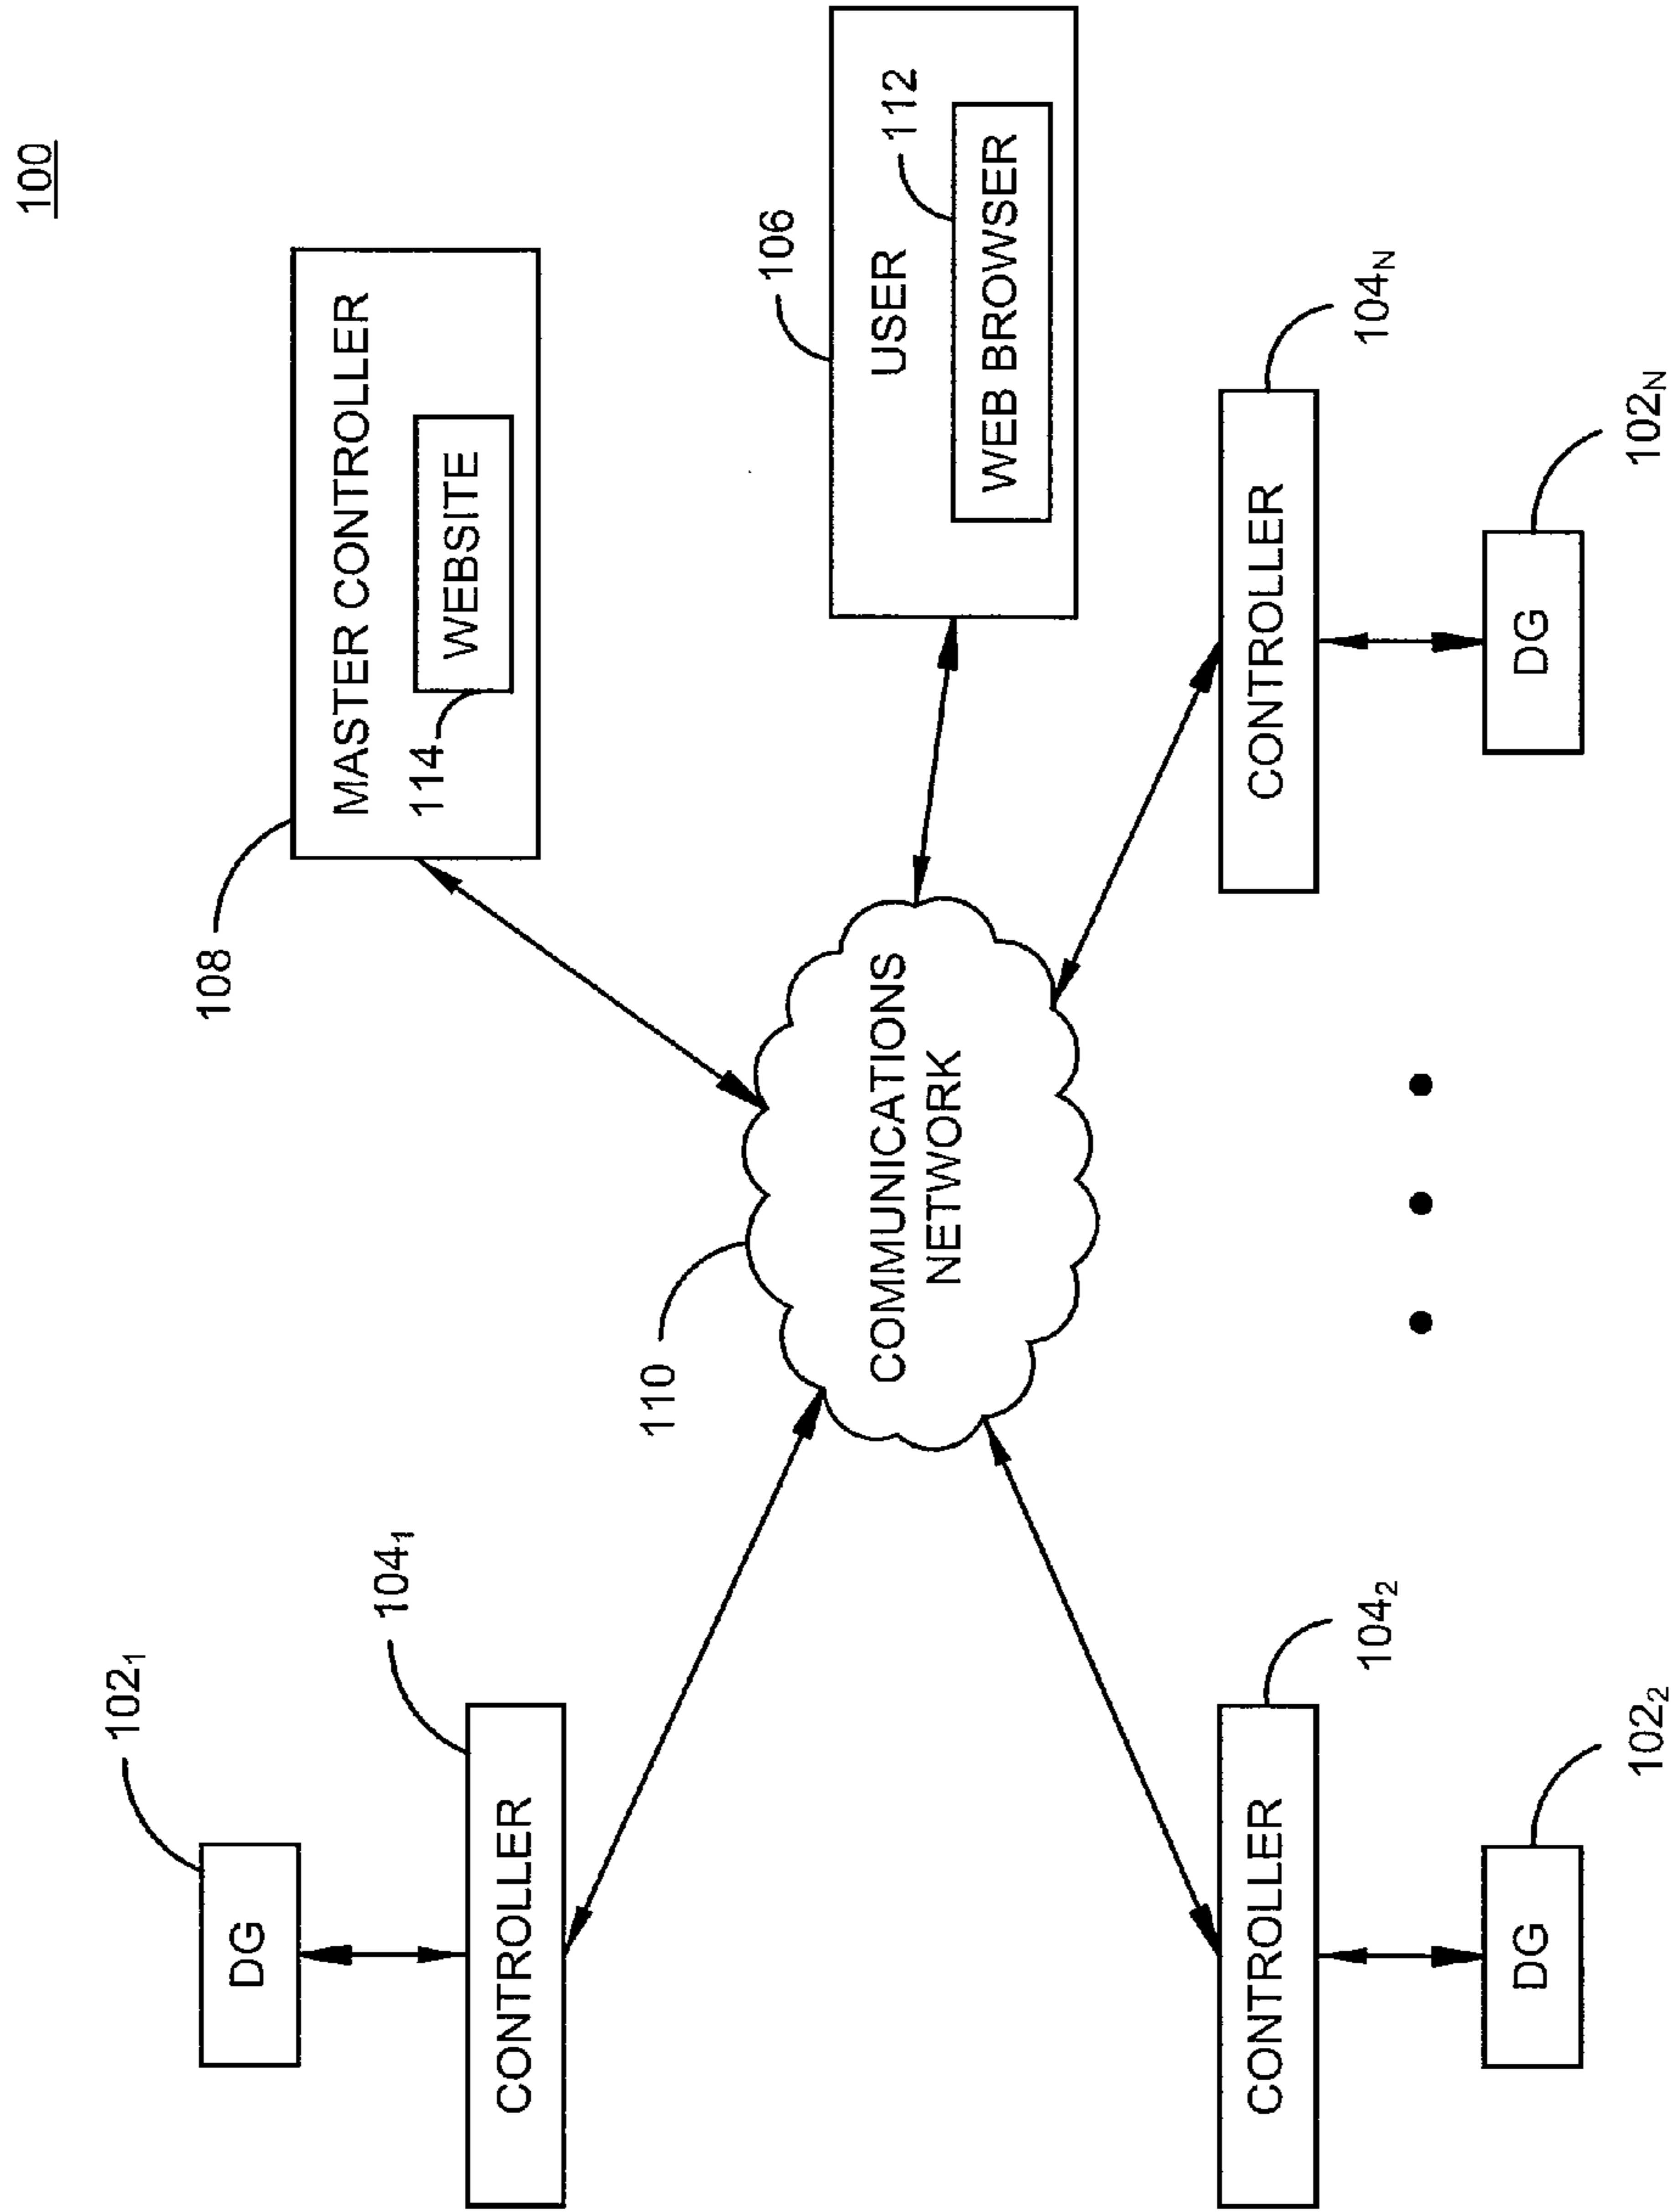 100
102₁
DG
104₁
CONTROLLER
108
MASTER CONTROLLER
114
WEBSITE
110
COMMUNICATIONS
NETWORK
106
USER
112
WEB BROWSER
104₂
CONTROLLER
102₂
DG
104N
CONTROLLER
102N
DG